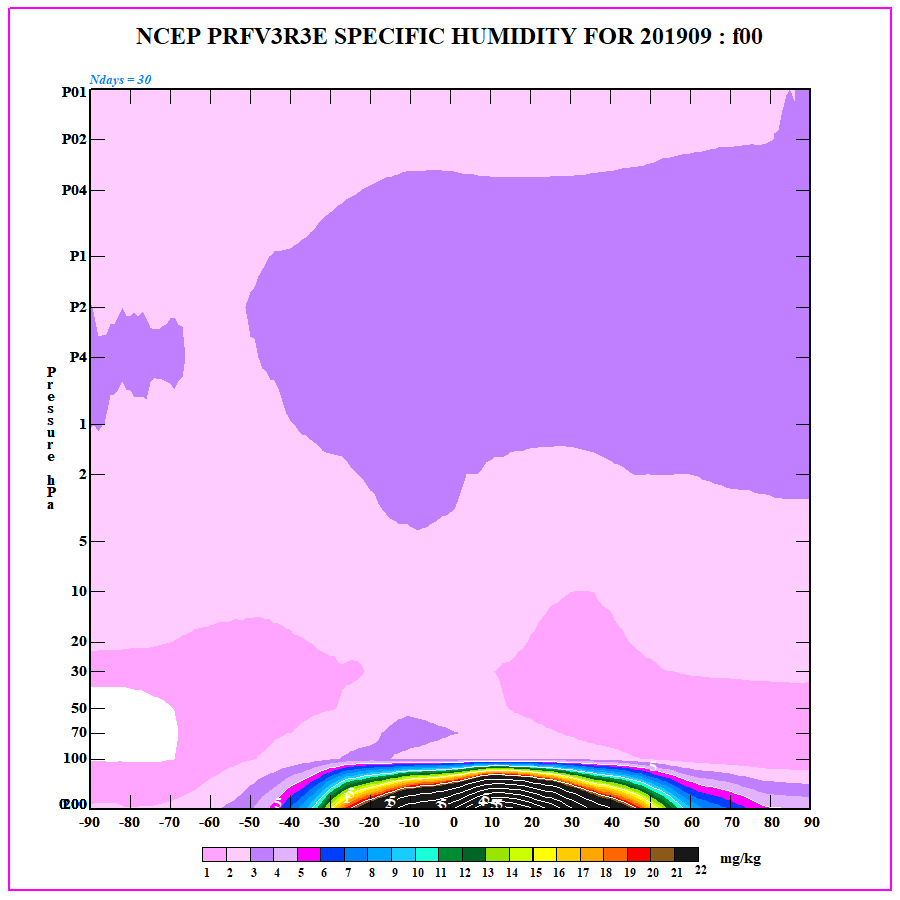 NCEP PRFV3R3E SPECIFIC HUMIDITY FOR 201909 : f00
Ndays = 30
P01
P02
P04
P1
P2
P4
Pressure hPa
1
2
5
10
20
30
50
70
100
-90 -80 -70 -60 -50 -40 -30 -20 -10 0 10 20 30 40 50 60 70 80 90
1 2 3 4 5 6 7 8 9 10 11 12 13 14 15 16 17 18 19 20 21 22 mg/kg